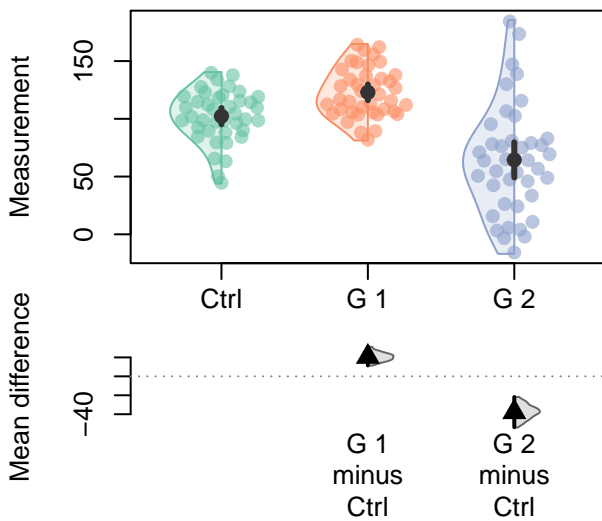 Measurement
150
50
0
Ctrl
G 1
G 2
Mean difference
−40
G 1
minus
Ctrl
G 2
minus
Ctrl